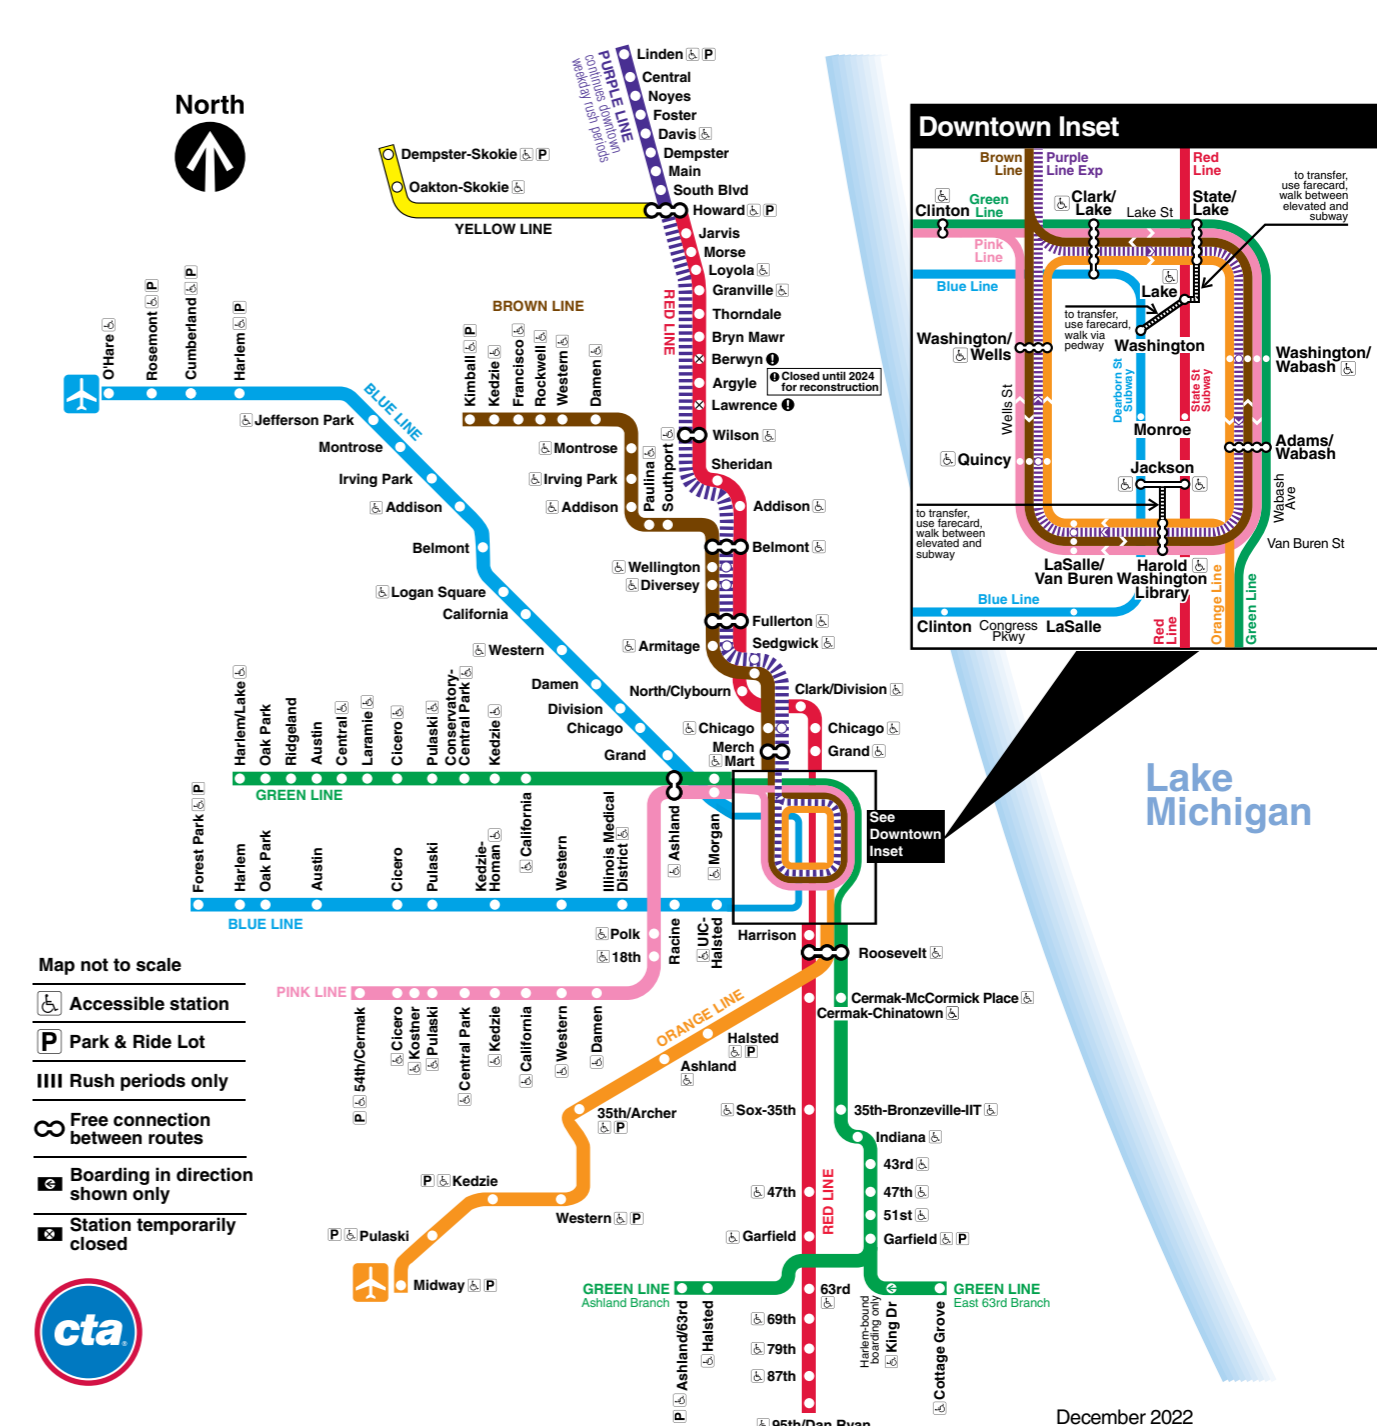 North
PURPLE LINE
continues downtown
weekday rush periods
Linden P
Central
Noyes
Foster
Davis
Dempster
Main
South Blvd
Howard P
Dempster-Skokie P
Oakton-Skokie
YELLOW LINE
Jarvis
Morse
Loyola
Granville
Thorndale
Bryn Mawr
Berwyn !
Argyle
Lawrence !
! Closed until 2024
for reconstruction
Wilson
Sheridan
Addison
Belmont
Fullerton
RED LINE
BROWN LINE
Kimball P
Kedzie
Francisco
Rockwell
Western
Damen
Montrose
Irving Park
Addison
Paulina
Southport
Wellington
Diversey
Armitage
Sedgwick
North/Clybourn
Clark/Division
Chicago
Chicago
Merch
Mart
Grand
O'Hare
Rosemont P
Cumberland P
Harlem P
BLUE LINE
Jefferson Park
Montrose
Irving Park
Addison
Belmont
Logan Square
California
Western
Damen
Division
Chicago
Grand
Harlem/Lake
Oak Park
Ridgeland
Austin
Central
Laramie
Cicero
Pulaski
Conservatory-
Central Park
Kedzie
California
Ashland
Morgan
GREEN LINE
Forest Park P
Harlem
Oak Park
Austin
Cicero
Pulaski
Kedzie-
Homan
Western
Illinois Medical
District
Racine
UIC-
Halsted
BLUE LINE
See
Downtown
Inset
Polk
18th
PINK LINE
P 54th/Cermak
Cicero
Kostner
Pulaski
Central Park
Kedzie
California
Western
Damen
Harrison
Roosevelt
Cermak-McCormick Place
Cermak-Chinatown
ORANGE LINE
Halsted
P
Ashland
35th/Archer
P
P Kedzie
Western P
P Pulaski
Midway P
Sox-35th
35th-Bronzeville-IIT
Indiana
43rd
47th
47th
51st
Garfield
Garfield P
RED LINE
GREEN LINE
Ashland Branch
P Ashland/63rd
Halsted
63rd
69th
79th
87th
95th/Dan Ryan
Harlem-bound
boarding only
King Dr
Cottage Grove
GREEN LINE
East 63rd Branch
Downtown Inset
Brown
Line
Purple
Line Exp
Red
Line
to transfer,
use farecard,
walk between
elevated and
subway
Clinton
Green
Line
Clark/
Lake
Lake St
State/
Lake
Pink
Line
Blue Line
Lake
to transfer,
use farecard,
walk via
pedway
Washington/
Wells
Washington
Washington/
Wabash
Wells St
Dearborn St
Subway
State St
Subway
Monroe
Quincy
Jackson
Adams/
Wabash
Wabash
Ave
to transfer,
use farecard,
walk between
elevated and
subway
Van Buren St
LaSalle/
Van Buren
Harold
Washington
Library
Blue Line
Clinton
Congress
Pkwy
LaSalle
Red
Line
Orange Line
Green Line
Lake
Michigan
Map not to scale
Accessible station
P Park & Ride Lot
Rush periods only
Free connection
between routes
Boarding in direction
shown only
Station temporarily
closed
cta
December 2022